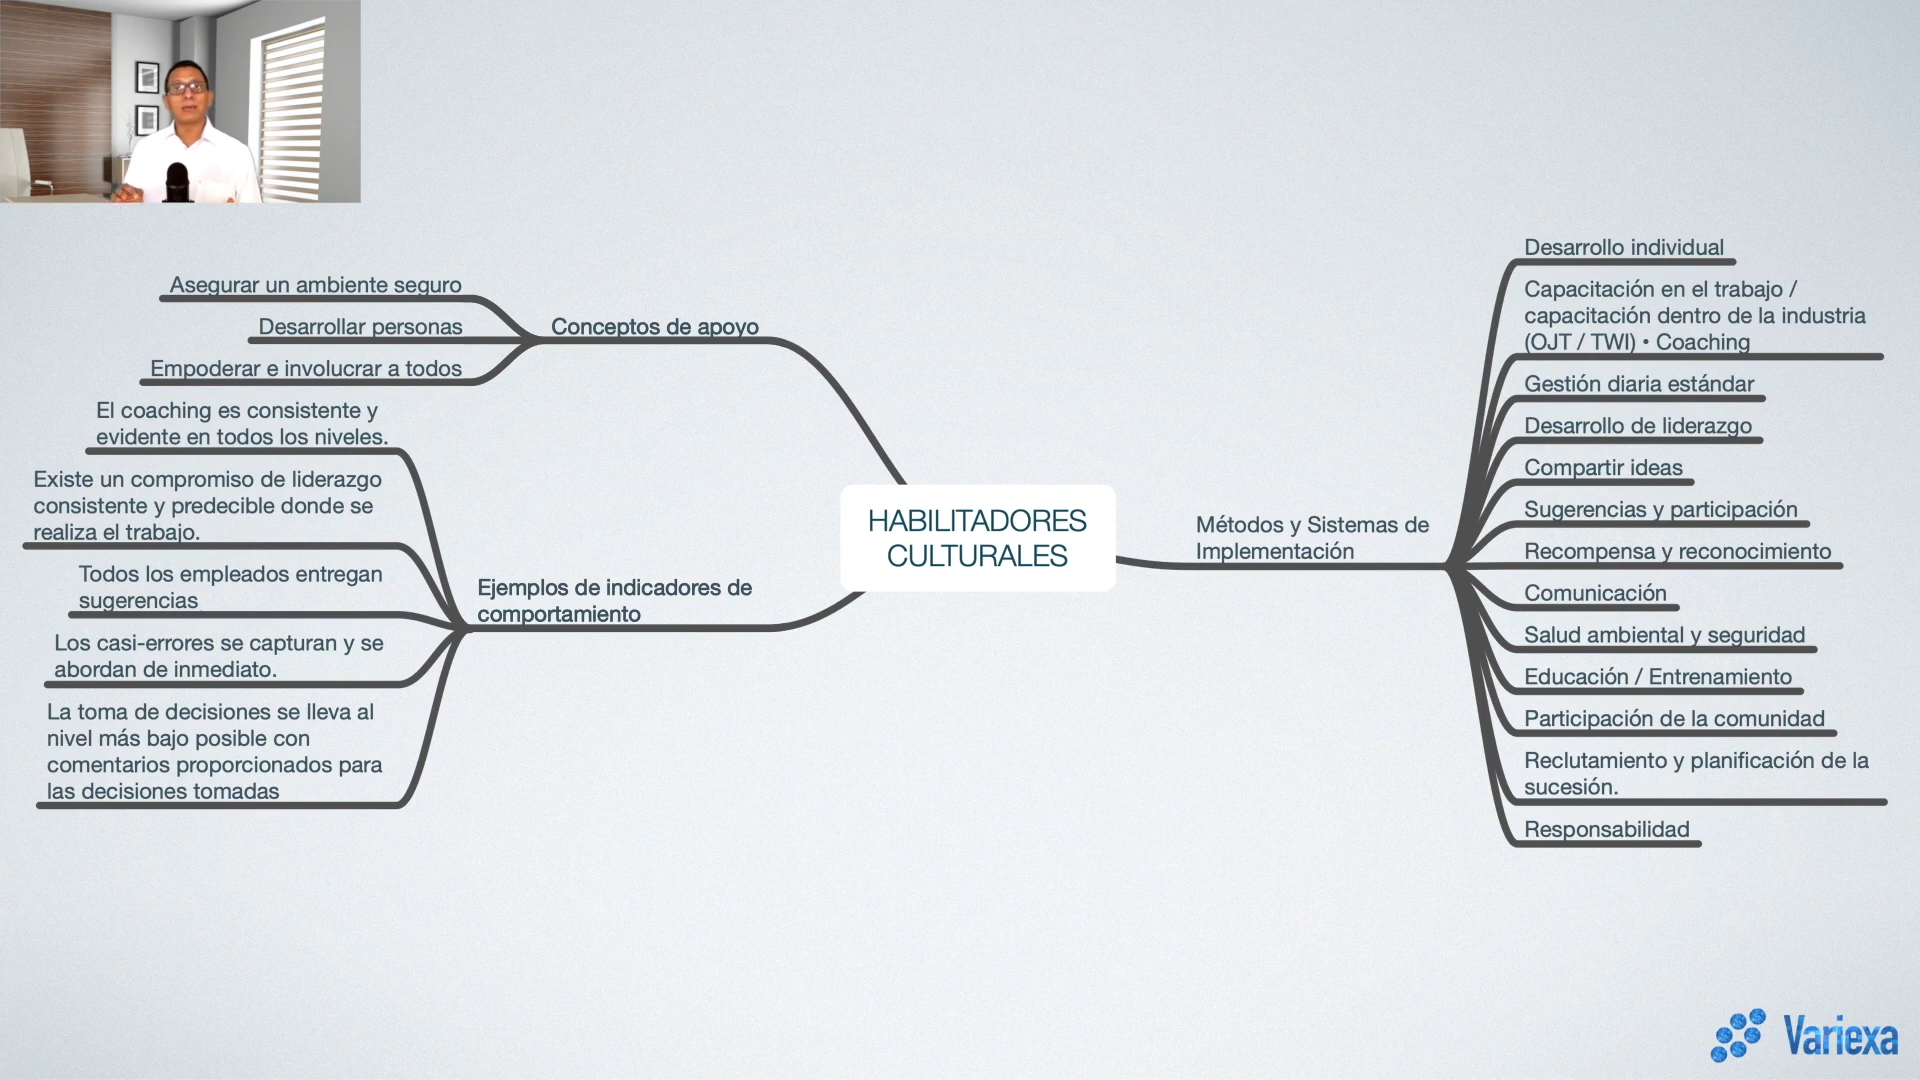 Asegurar un ambiente seguro
Desarrollar personas
Empoderar e involucrar a todos
Conceptos de apoyo
El coaching es consistente y
evidente en todos los niveles.
Existe un compromiso de liderazgo
consistente y predecible donde se
realiza el trabajo.
Todos los empleados entregan
sugerencias
Los casi-errores se capturan y se
abordan de inmediato.
La toma de decisiones se lleva al
nivel más bajo posible con
comentarios proporcionados para
las decisiones tomadas
Ejemplos de indicadores de
comportamiento
HABILITADORES
CULTURALES
Métodos y Sistemas de
Implementación
Desarrollo individual
Capacitación en el trabajo /
capacitación dentro de la industria
(OJT / TWI) • Coaching
Gestión diaria estándar
Desarrollo de liderazgo
Compartir ideas
Sugerencias y participación
Recompensa y reconocimiento
Comunicación
Salud ambiental y seguridad
Educación / Entrenamiento
Participación de la comunidad
Reclutamiento y planificación de la
sucesión.
Responsabilidad
Variexa